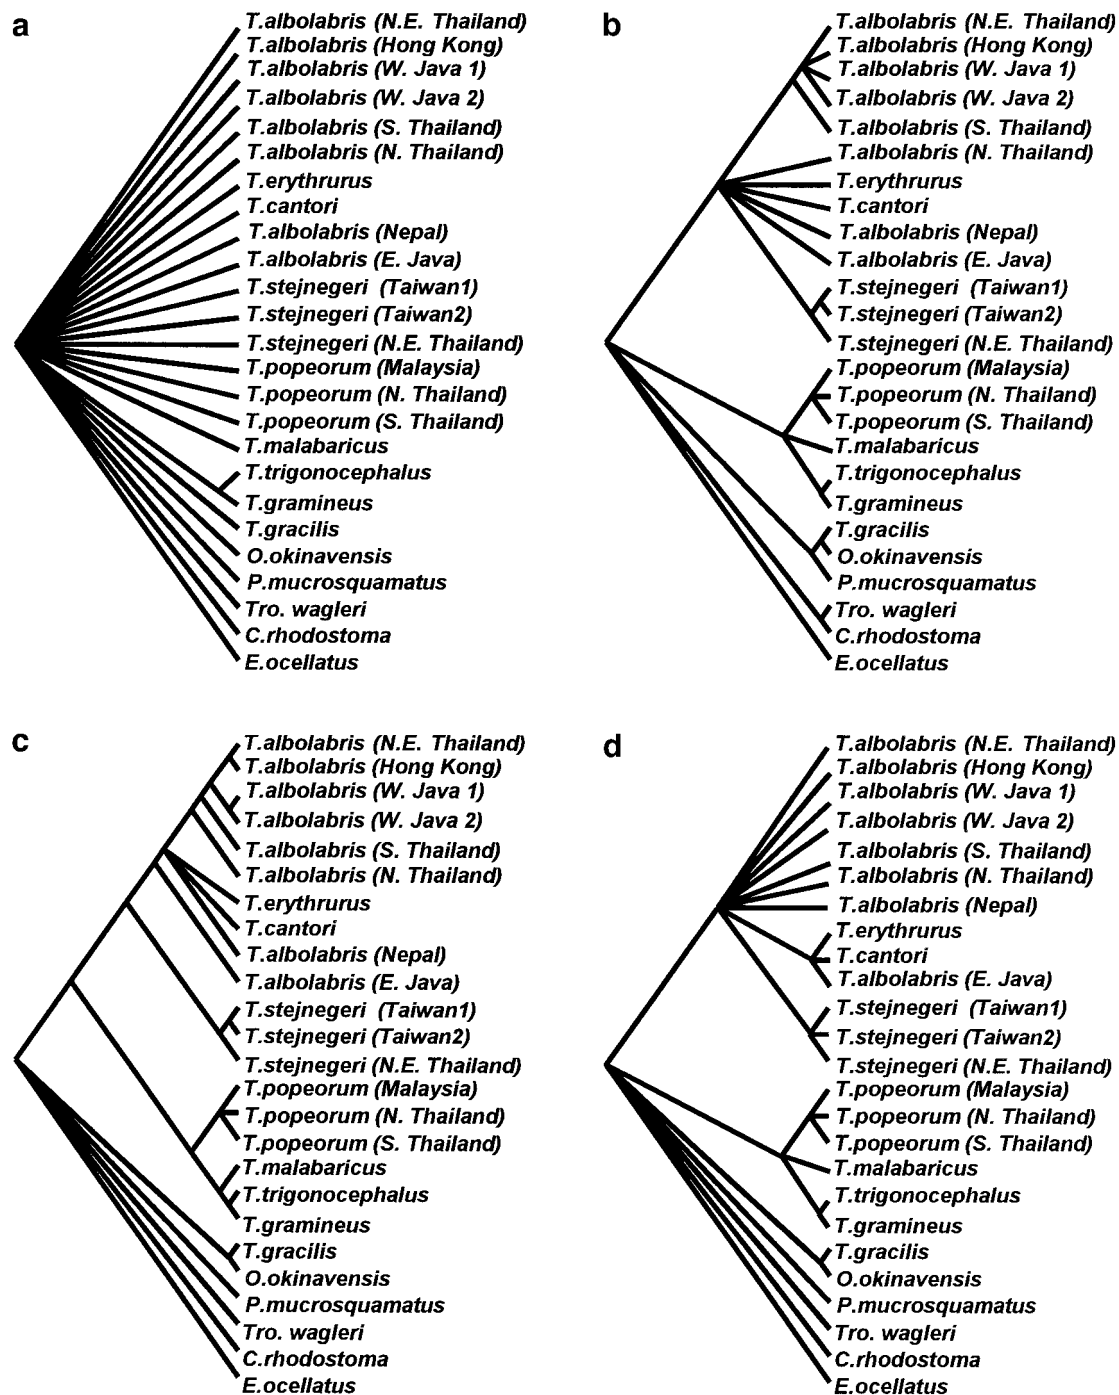 a
T.albolabris (N.E. Thailand)
T.albolabris (Hong Kong)
T.albolabris (W. Java 1)
T.albolabris (W. Java 2)
T.albolabris (S. Thailand)
T.albolabris (N. Thailand)
T.erythrurus
T.cantori
T.albolabris (Nepal)
T.albolabris (E. Java)
T.stejnegeri (Taiwan1)
T.stejnegeri (Taiwan2)
T.stejnegeri (N.E. Thailand)
T.popeorum (Malaysia)
T.popeorum (N. Thailand)
T.popeorum (S. Thailand)
T.malabaricus
T.trigonocephalus
T.gramineus
T.gracilis
O.okinavensis
P.mucrosquamatus
Tro. wagleri
C.rhodostoma
E.ocellatus
b
T.albolabris (N.E. Thailand)
T.albolabris (Hong Kong)
T.albolabris (W. Java 1)
T.albolabris (W. Java 2)
T.albolabris (S. Thailand)
T.albolabris (N. Thailand)
T.erythrurus
T.cantori
T.albolabris (Nepal)
T.albolabris (E. Java)
T.stejnegeri (Taiwan1)
T.stejnegeri (Taiwan2)
T.stejnegeri (N.E. Thailand)
T.popeorum (Malaysia)
T.popeorum (N. Thailand)
T.popeorum (S. Thailand)
T.malabaricus
T.trigonocephalus
T.gramineus
T.gracilis
O.okinavensis
P.mucrosquamatus
Tro. wagleri
C.rhodostoma
E.ocellatus
c
T.albolabris (N.E. Thailand)
T.albolabris (Hong Kong)
T.albolabris (W. Java 1)
T.albolabris (W. Java 2)
T.albolabris (S. Thailand)
T.albolabris (N. Thailand)
T.erythrurus
T.cantori
T.albolabris (Nepal)
T.albolabris (E. Java)
T.stejnegeri (Taiwan1)
T.stejnegeri (Taiwan2)
T.stejnegeri (N.E. Thailand)
T.popeorum (Malaysia)
T.popeorum (N. Thailand)
T.popeorum (S. Thailand)
T.malabaricus
T.trigonocephalus
T.gramineus
T.gracilis
O.okinavensis
P.mucrosquamatus
Tro. wagleri
C.rhodostoma
E.ocellatus
d
T.albolabris (N.E. Thailand)
T.albolabris (Hong Kong)
T.albolabris (W. Java 1)
T.albolabris (W. Java 2)
T.albolabris (S. Thailand)
T.albolabris (N. Thailand)
T.albolabris (Nepal)
T.erythrurus
T.cantori
T.albolabris (E. Java)
T.stejnegeri (Taiwan1)
T.stejnegeri (Taiwan2)
T.stejnegeri (N.E. Thailand)
T.popeorum (Malaysia)
T.popeorum (N. Thailand)
T.popeorum (S. Thailand)
T.malabaricus
T.trigonocephalus
T.gramineus
T.gracilis
O.okinavensis
P.mucrosquamatus
Tro. wagleri
C.rhodostoma
E.ocellatus